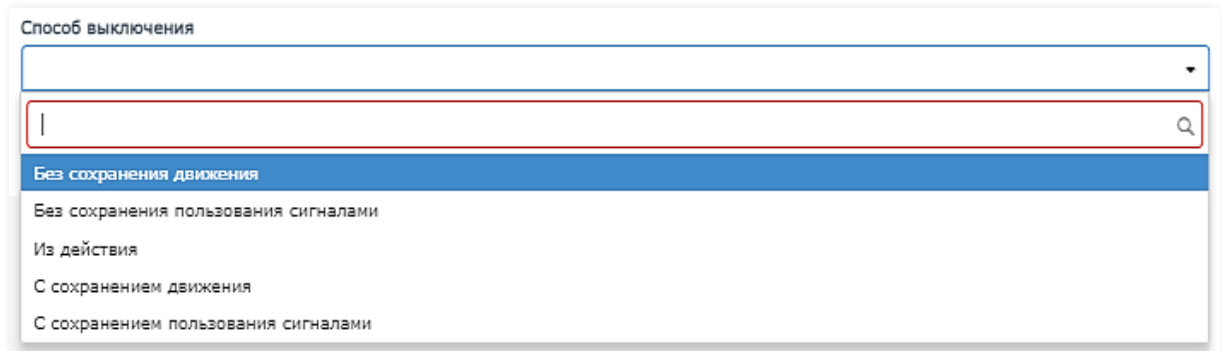 Способ выключения
Без сохранения движения
Без сохранения пользования сигналами
Из действия
С сохранением движения
С сохранением пользования сигналами